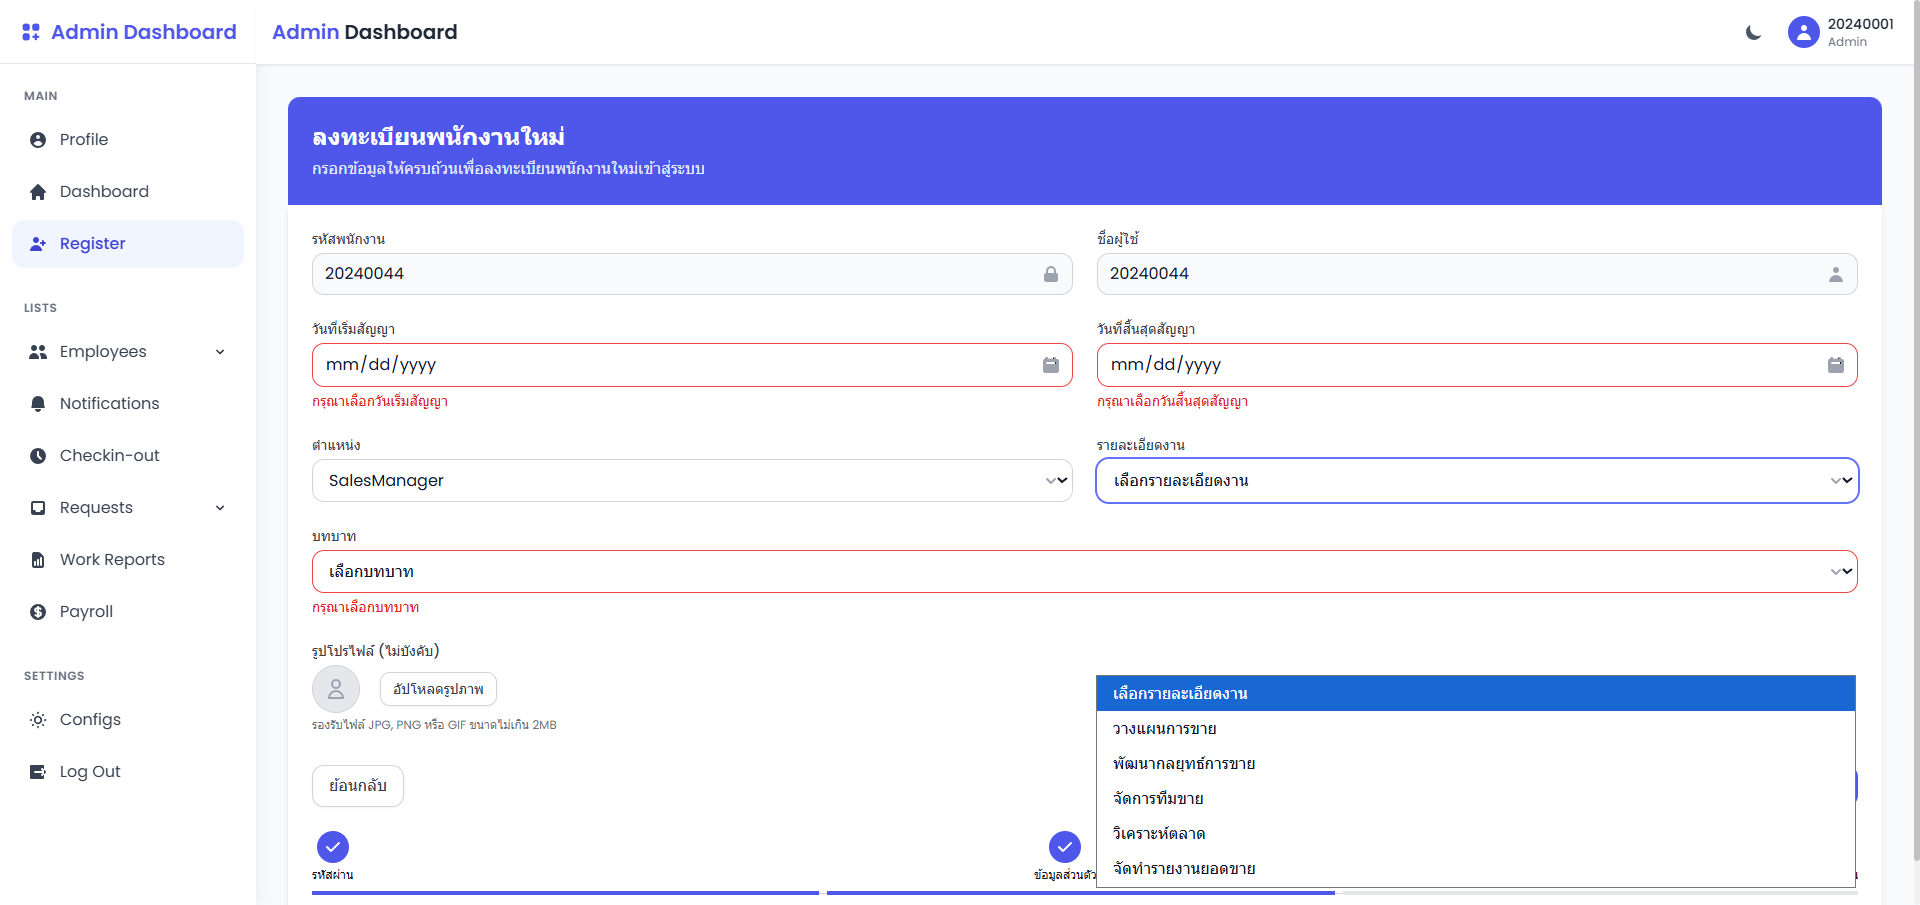 Admin Dashboard
Admin Dashboard
20240001
Admin
MAIN
Profile
Dashboard
Register
LISTS
Employees
Notifications
Checkin-out
Requests
Work Reports
Payroll
SETTINGS
Configs
Log Out
ลงทะเบียนพนักงานใหม่
กรอกข้อมูลให้ครบถ้วนเพื่อลงทะเบียนพนักงานใหม่เข้าสู่ระบบ
รหัสพนักงาน
20240044
ชื่อผู้ใช้
20240044
วันที่เริ่มสัญญา
mm/dd/yyyy
กรุณาเลือกวันเริ่มสัญญา
วันที่สิ้นสุดสัญญา
mm/dd/yyyy
กรุณาเลือกวันสิ้นสุดสัญญา
ตำแหน่ง
SalesManager
รายละเอียดงาน
เลือกรายละเอียดงาน
บทบาท
เลือกบทบาท
กรุณาเลือกบทบาท
รูปโปรไฟล์ (ไม่บังคับ)
อัปโหลดรูปภาพ
รองรับไฟล์ JPG, PNG หรือ GIF ขนาดไม่เกิน 2MB
เลือกรายละเอียดงาน
วางแผนการขาย
พัฒนากลยุทธ์การขาย
จัดการทีมขาย
วิเคราะห์ตลาด
จัดทำรายงานยอดขาย
ย้อนกลับ
รหัสผ่าน
ข้อมูลส่วนตัว